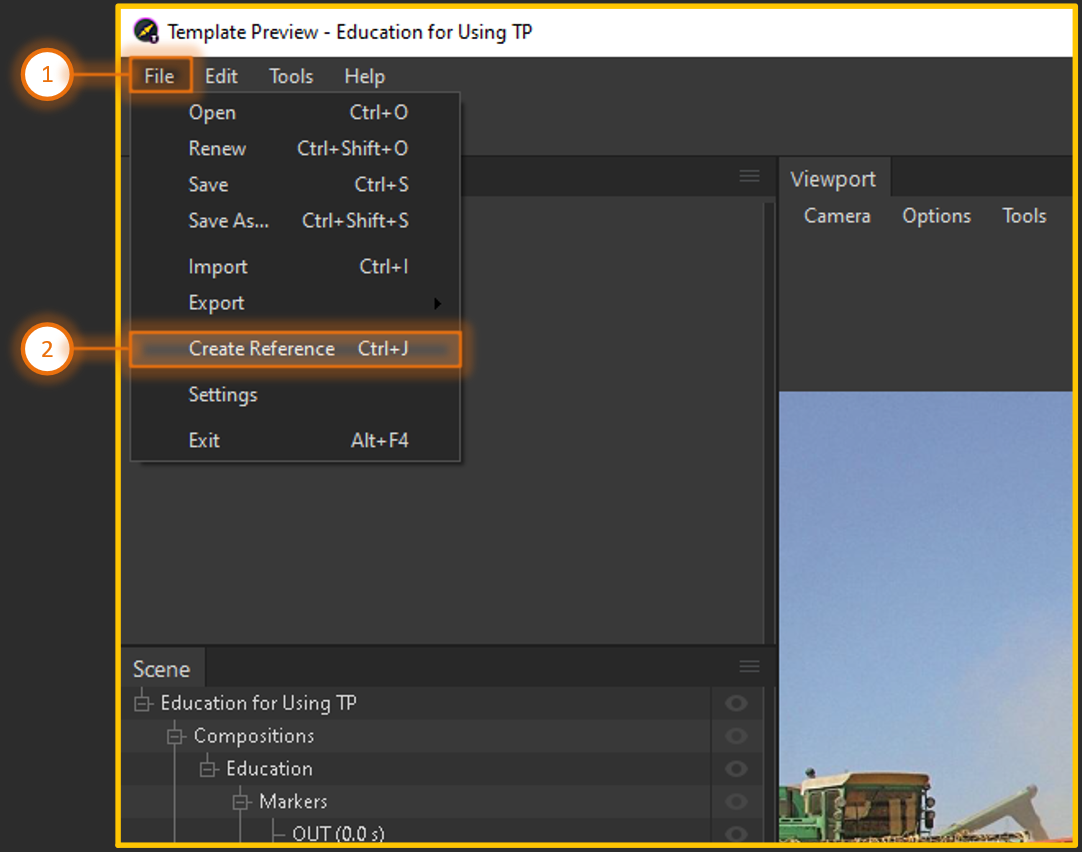 Template Preview - Education for Using TP
1
File Edit Tools Help
Open Ctrl+O
Renew Ctrl+Shift+O
Save Ctrl+S
Save As... Ctrl+Shift+S
Import Ctrl+I
Export
2
Create Reference Ctrl+J
Settings
Exit Alt+F4
Viewport
Camera Options Tools
Scene
Education for Using TP
Compositions
Education
Markers
OUT (0.0 s)